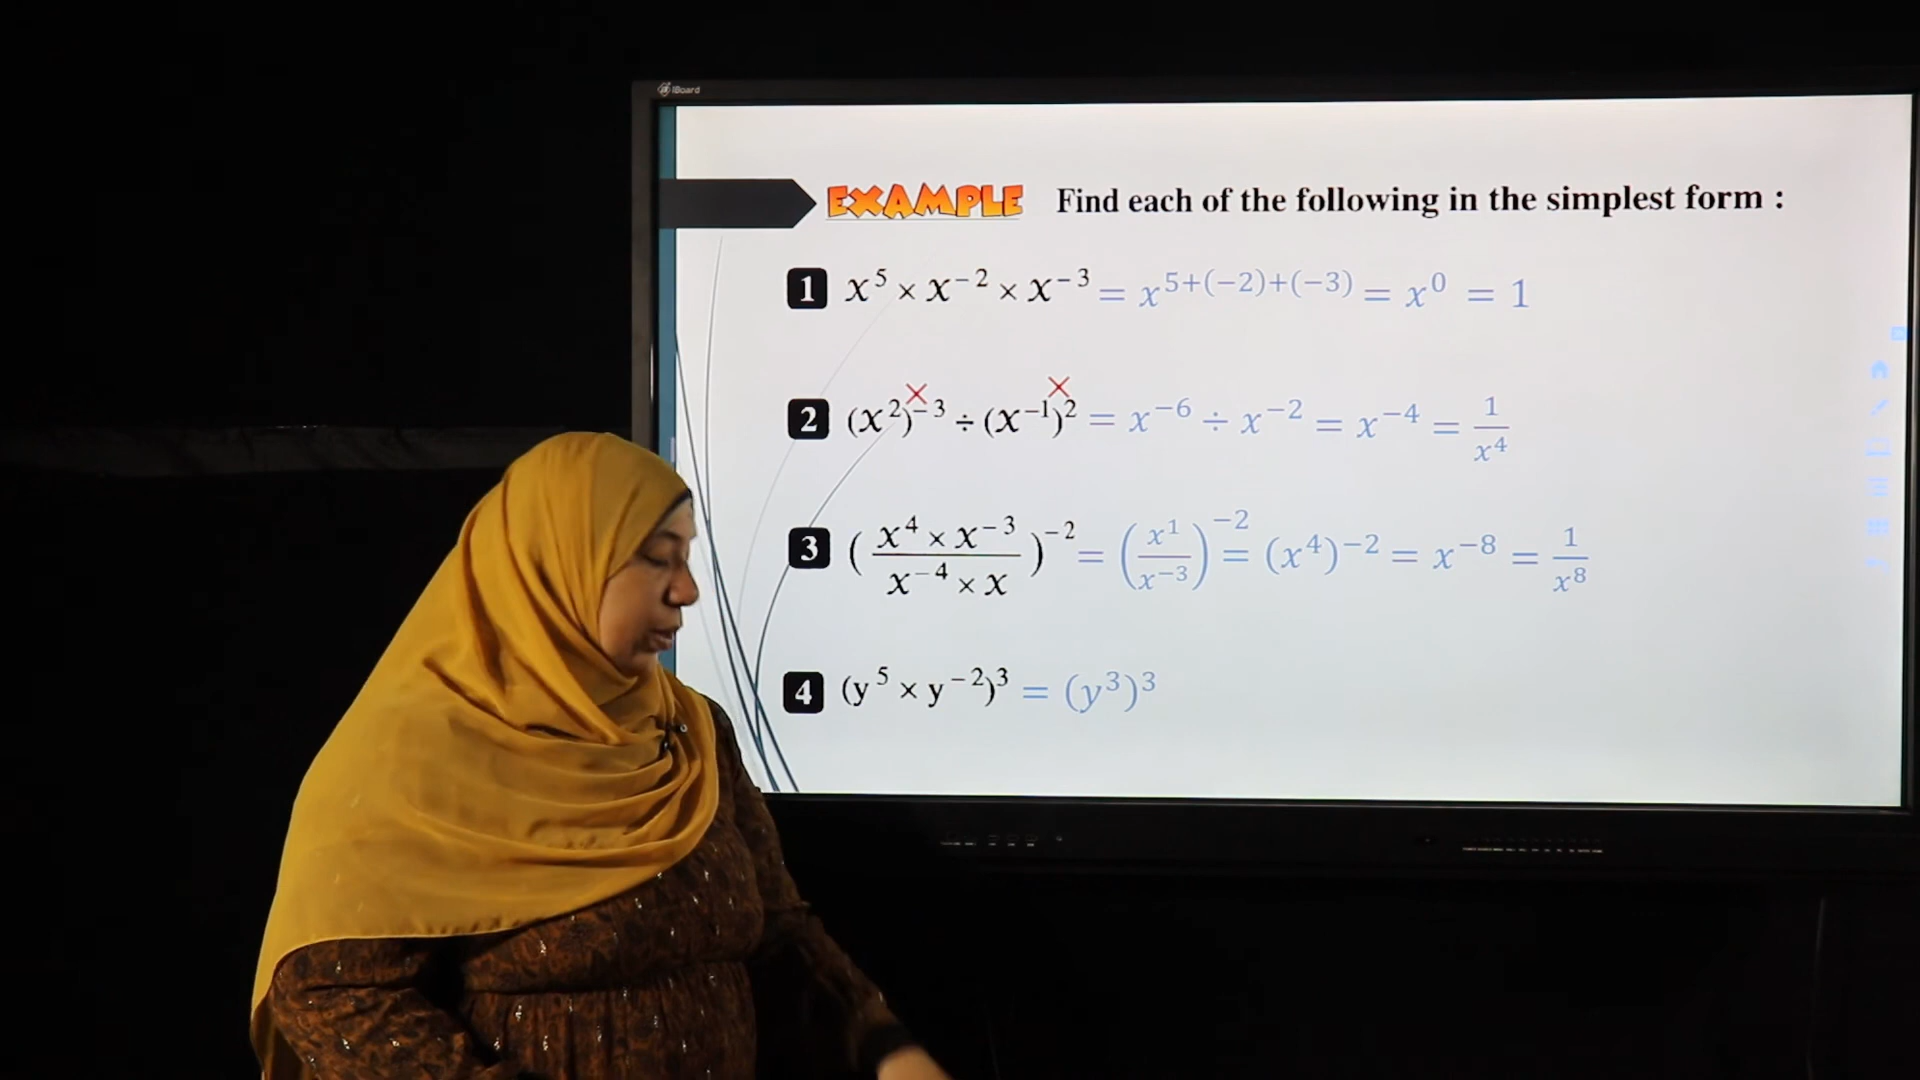 iBoard
EXAMPLE Find each of the following in the simplest form :
1 x⁵ × x⁻² × x⁻³ = x⁵⁺⁽⁻²⁾⁺⁽⁻³⁾ = x⁰ = 1
2 (x²)⁻³ ÷ (x⁻¹)² = x⁻⁶ ÷ x⁻² = x⁻⁴ = 1/x⁴
3 (x⁴ × x⁻³ / x⁻⁴ × x)⁻² = (x¹/x⁻³)⁻² = (x⁴)⁻² = x⁻⁸ = 1/x⁸
4 (y⁵ × y⁻²)³ = (y³)³